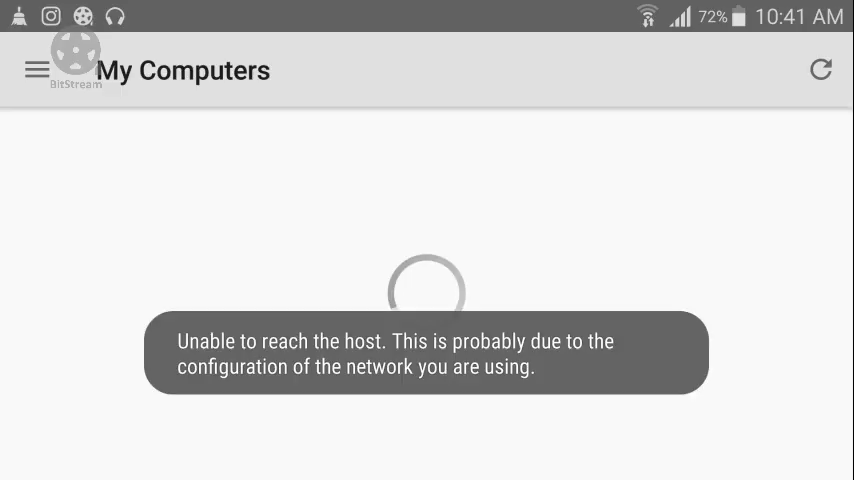 72% 10:41 AM
My Computers
BitStream
Unable to reach the host. This is probably due to the
configuration of the network you are using.